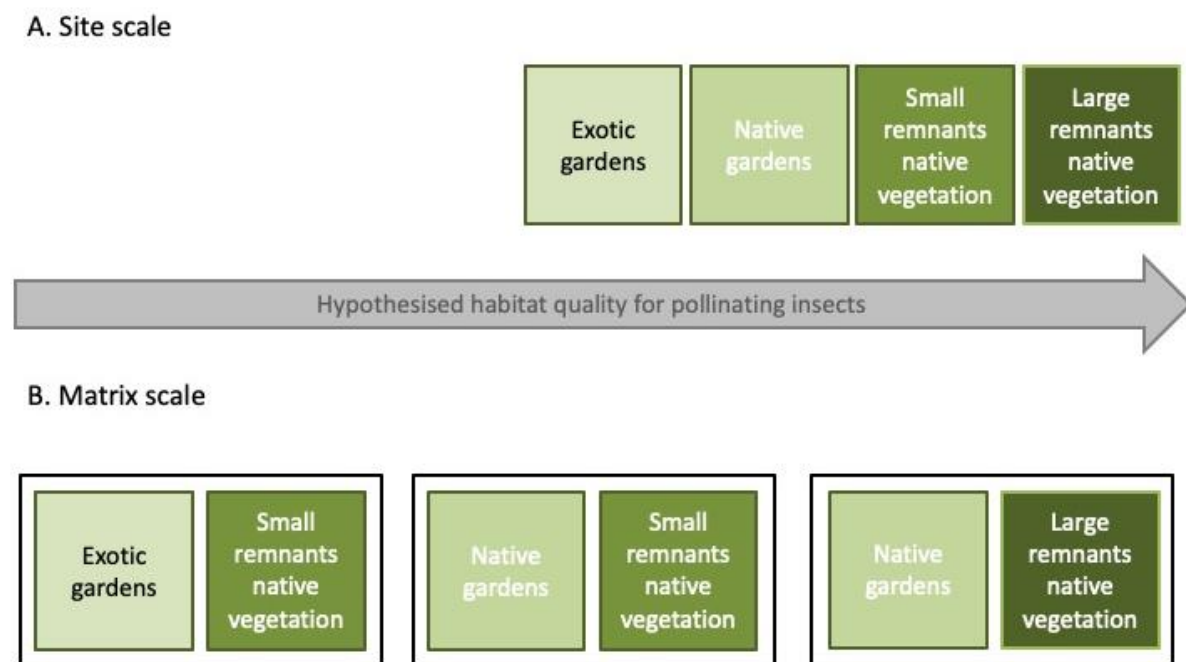 A. Site scale
Exotic
gardens
Native
gardens
Small
remnants
native
vegetation
Large
remnants
native
vegetation
Hypothesised habitat quality for pollinating insects
B. Matrix scale
Exotic
gardens
Small
remnants
native
vegetation
Native
gardens
Small
remnants
native
vegetation
Native
gardens
Large
remnants
native
vegetation